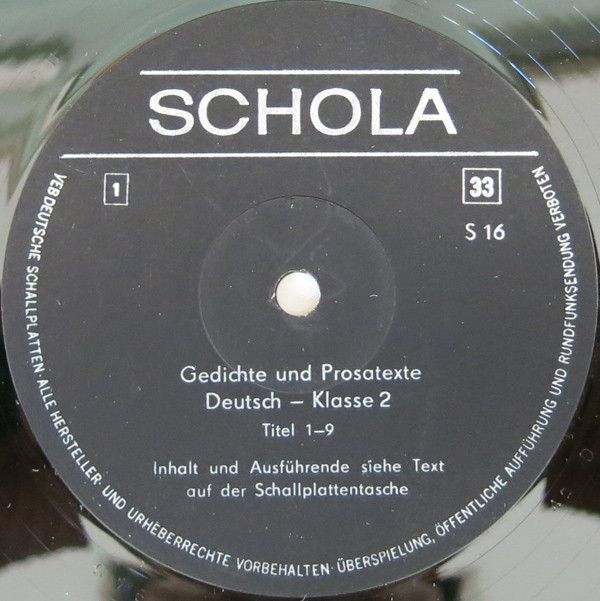 SCHOLA
1
33
S 16
Gedichte und Prosatexte
Deutsch – Klasse 2
Titel 1–9
Inhalt und Ausführende siehe Text
auf der Schallplattentasche
VEB DEUTSCHE SCHALLPLATTEN · ALLE HERSTELLER- UND URHEBERRECHTE VORBEHALTEN · ÜBERSPIELUNG, ÖFFENTLICHE AUFFÜHRUNG UND RUNDFUNKSENDUNG VERBOTEN